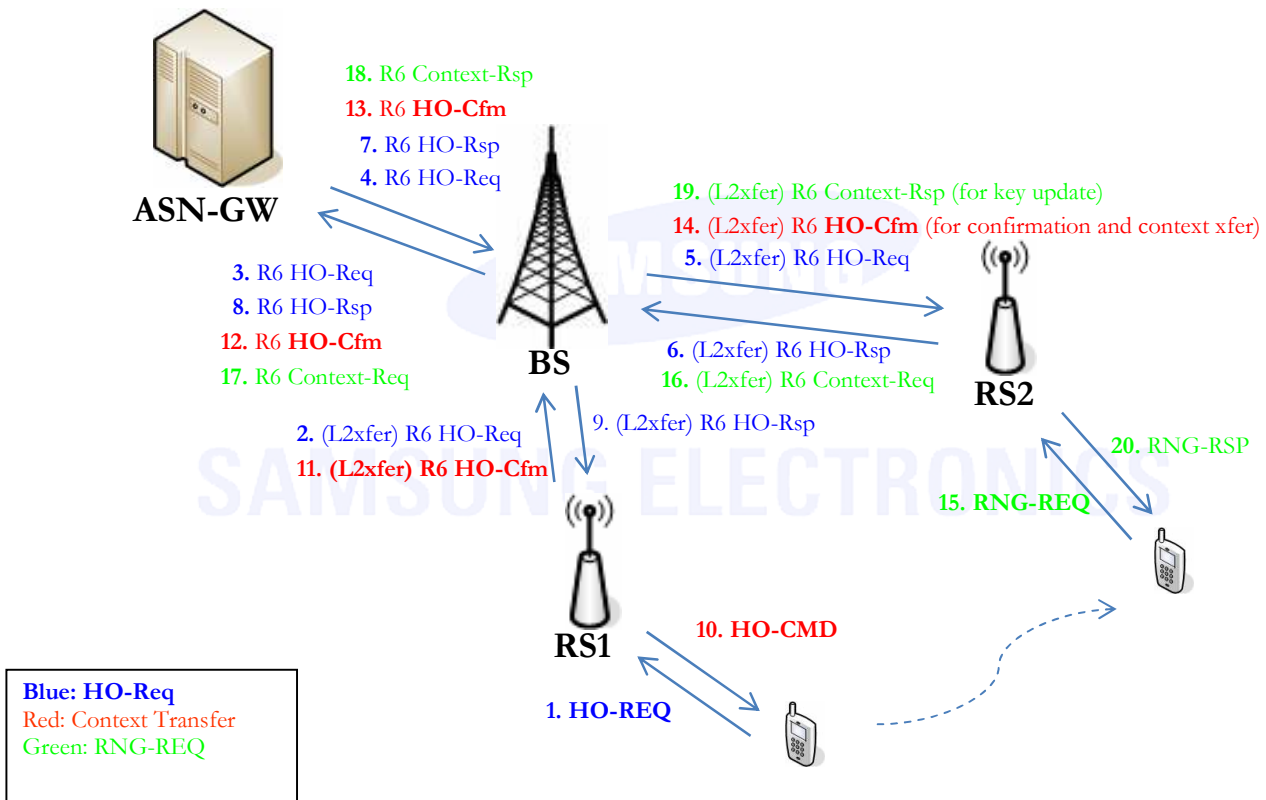 18. R6 Context-Rsp
13. R6 HO-Cfm
7. R6 HO-Rsp
4. R6 HO-Req
ASN-GW
3. R6 HO-Req
8. R6 HO-Rsp
12. R6 HO-Cfm
17. R6 Context-Req
BS
19. (L2xfer) R6 Context-Rsp (for key update)
14. (L2xfer) R6 HO-Cfm (for confirmation and context xfer)
5. (L2xfer) R6 HO-Req
SAMSUNG
6. (L2xfer) R6 HO-Rsp
16. (L2xfer) R6 Context-Req
RS2
2. (L2xfer) R6 HO-Req
11. (L2xfer) R6 HO-Cfm
9. (L2xfer) R6 HO-Rsp
SAMSUNG ELECTRONICS
20. RNG-RSP
15. RNG-REQ
RS1
10. HO-CMD
1. HO-REQ
Blue: HO-Req
Red: Context Transfer
Green: RNG-REQ